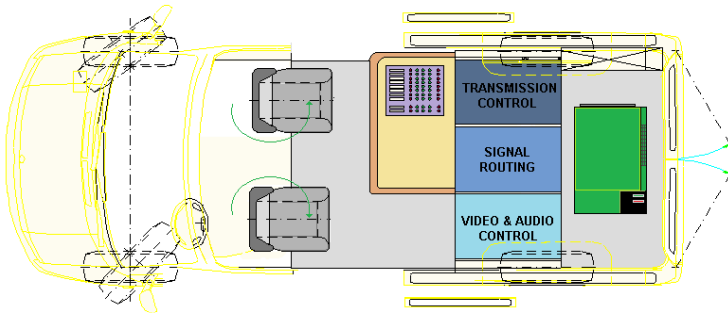 TRANSMISSION
CONTROL
SIGNAL
ROUTING
VIDEO & AUDIO
CONTROL